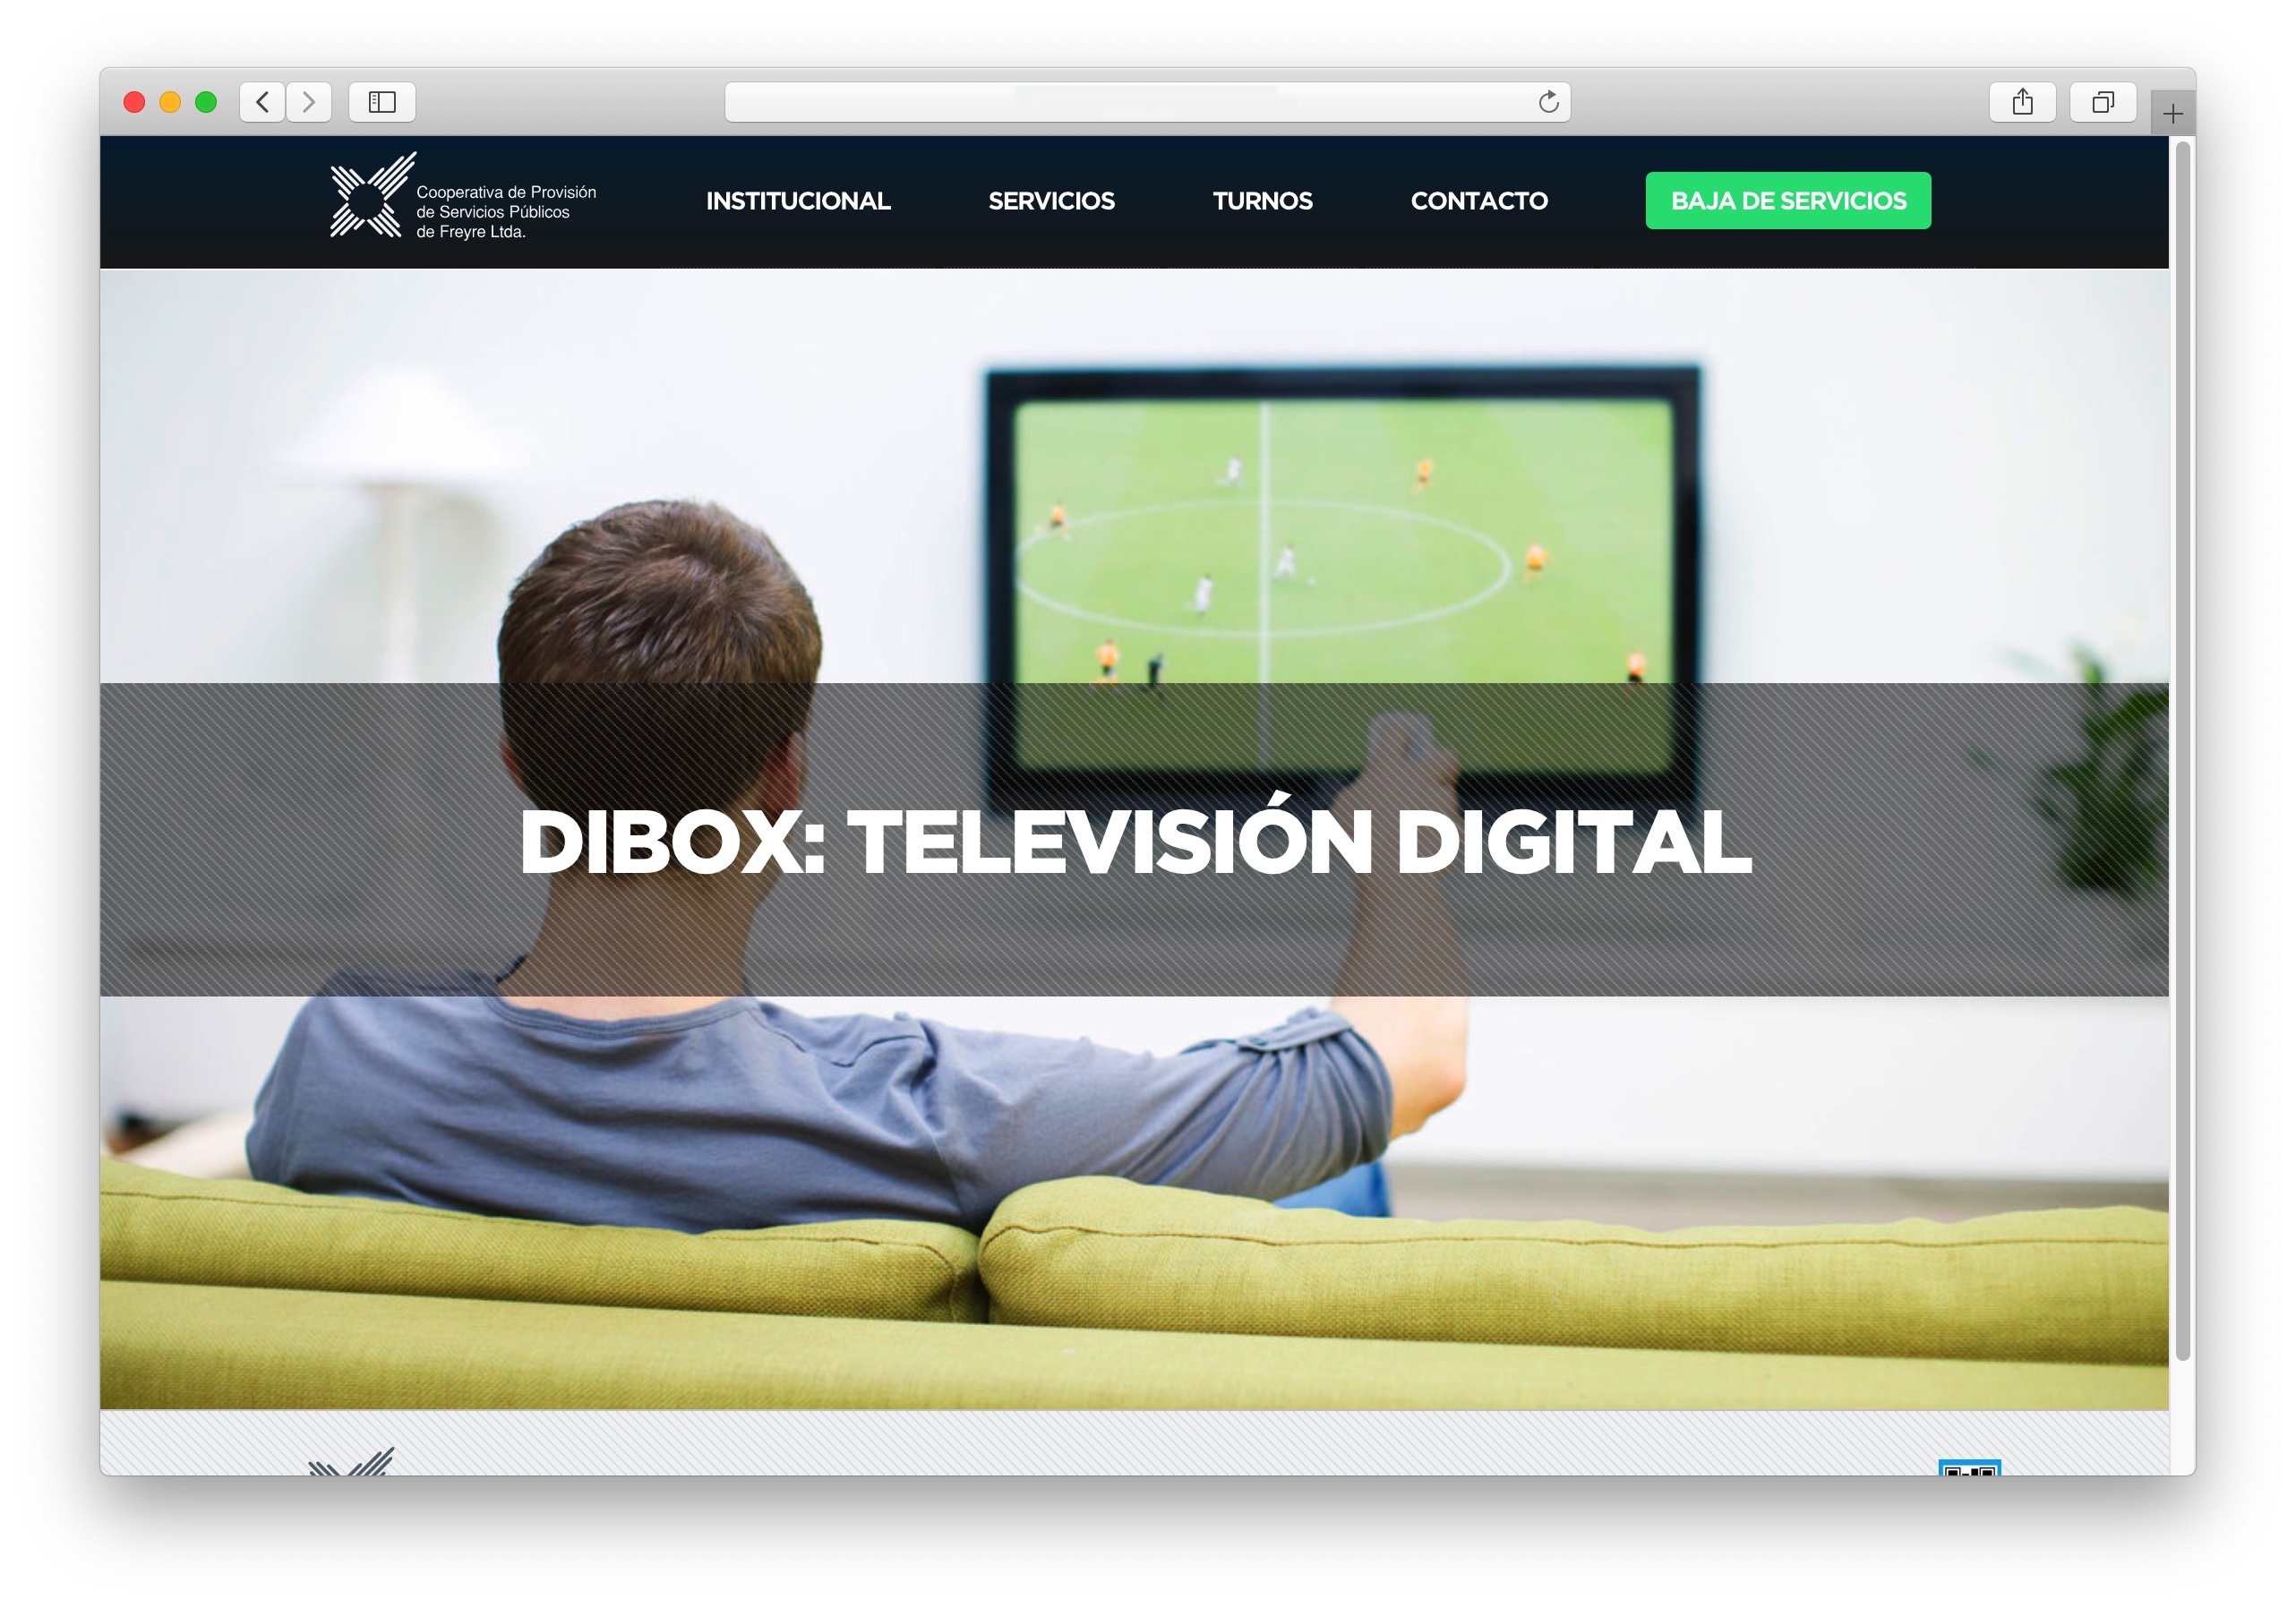 Cooperativa de Provisión
de Servicios Públicos
de Freyre Ltda.
INSTITUCIONAL
SERVICIOS
TURNOS
CONTACTO
BAJA DE SERVICIOS
DIBOX: TELEVISIÓN DIGITAL